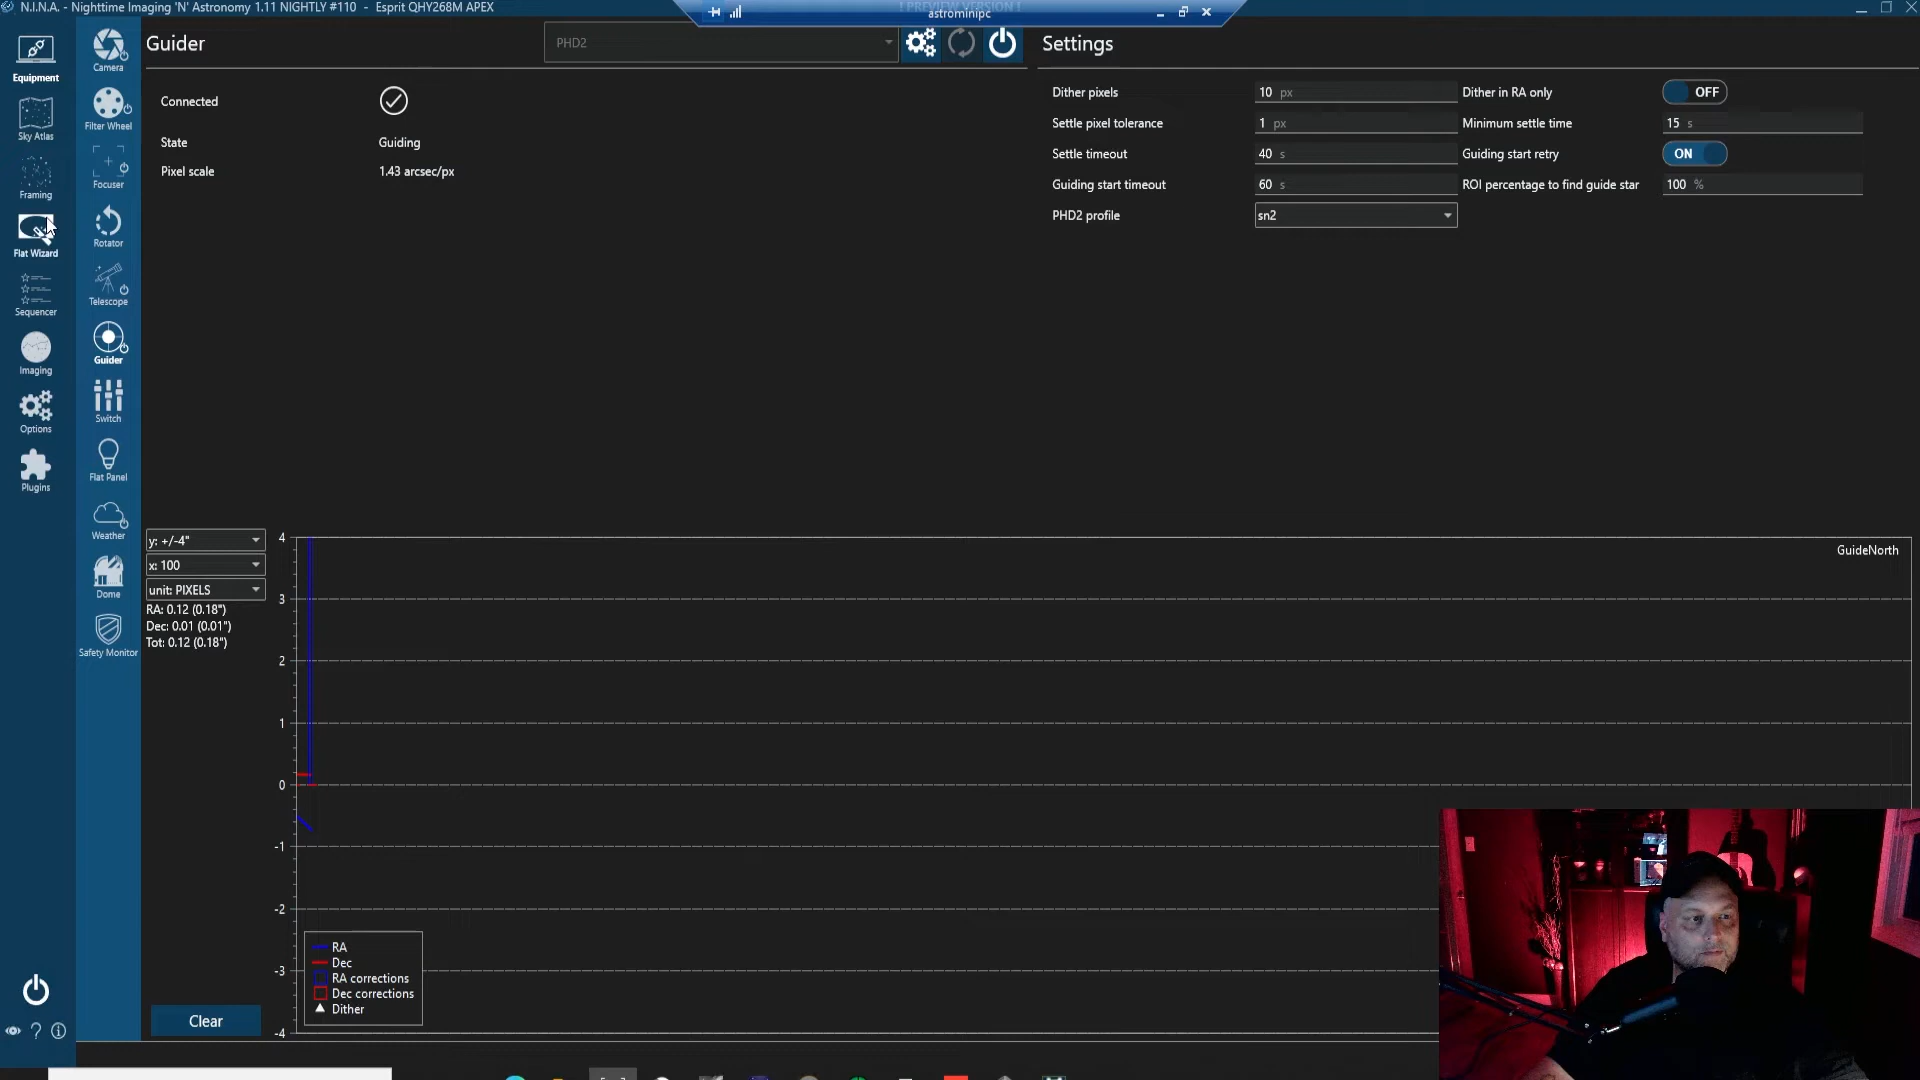 N.I.N.A. - Nighttime Imaging 'N' Astronomy 1.11 NIGHTLY #110 - Esprit QHY268M APEX
! PREVIEW VERSION !
astrominipc
Equipment
Sky Atlas
Framing
Flat Wizard
Sequencer
Imaging
Options
Plugins
Camera
Filter Wheel
Focuser
Rotator
Telescope
Guider
Switch
Flat Panel
Weather
Dome
Safety Monitor
Guider
PHD2
Connected
State Guiding
Pixel scale 1.43 arcsec/px
Settings
Dither pixels 10 px Dither in RA only OFF
Settle pixel tolerance 1 px Minimum settle time 15 s
Settle timeout 40 s Guiding start retry ON
Guiding start timeout 60 s ROI percentage to find guide star 100 %
PHD2 profile sn2
y: +/-4"
x: 100
unit: PIXELS
RA: 0.12 (0.18")
Dec: 0.01 (0.01")
Tot: 0.12 (0.18")
4
3
2
1
0
-1
-2
-3
-4
GuideNorth
RA
Dec
RA corrections
Dec corrections
Dither
Clear